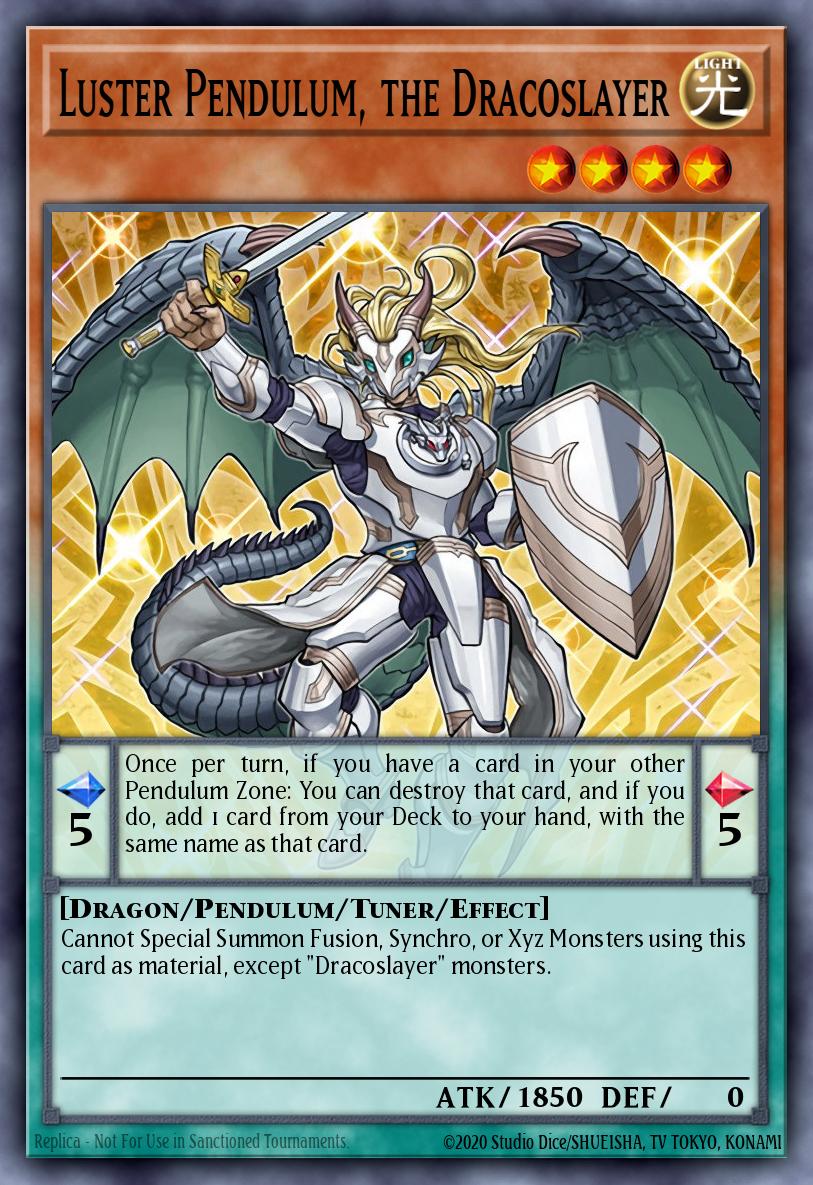 Luster Pendulum, the Dracoslayer
LIGHT
光
Once per turn, if you have a card in your other
Pendulum Zone: You can destroy that card, and if you
do, add 1 card from your Deck to your hand, with the
same name as that card.
5
5
[Dragon/Pendulum/Tuner/Effect]
Cannot Special Summon Fusion, Synchro, or Xyz Monsters using this
card as material, except "Dracoslayer" monsters.
ATK/ 1850 DEF/ 0
Replica - Not For Use in Sanctioned Tournaments.
©2020 Studio Dice/SHUEISHA, TV TOKYO, KONAMI